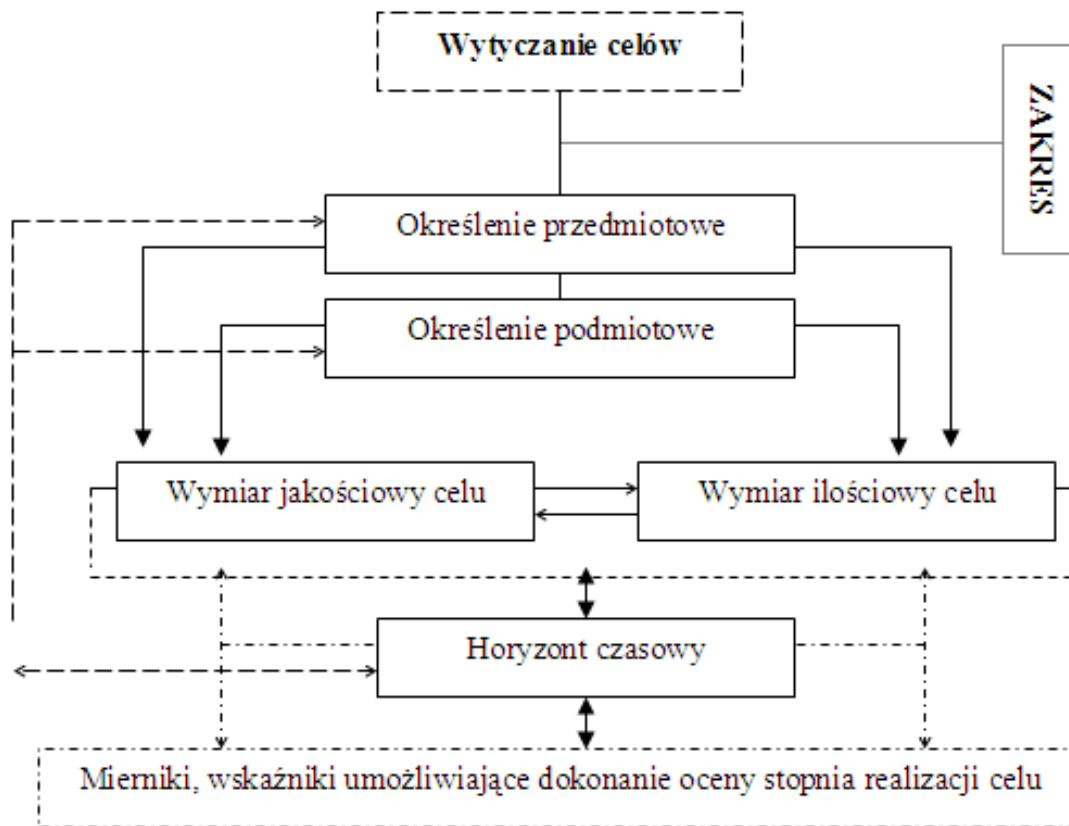 Wytyczanie celów
ZAKRES
Określenie przedmiotowe
Określenie podmiotowe
Wymiar jakościowy celu
Wymiar ilościowy celu
Horyzont czasowy
Mierniki, wskaźniki umożliwiające dokonanie oceny stopnia realizacji celu